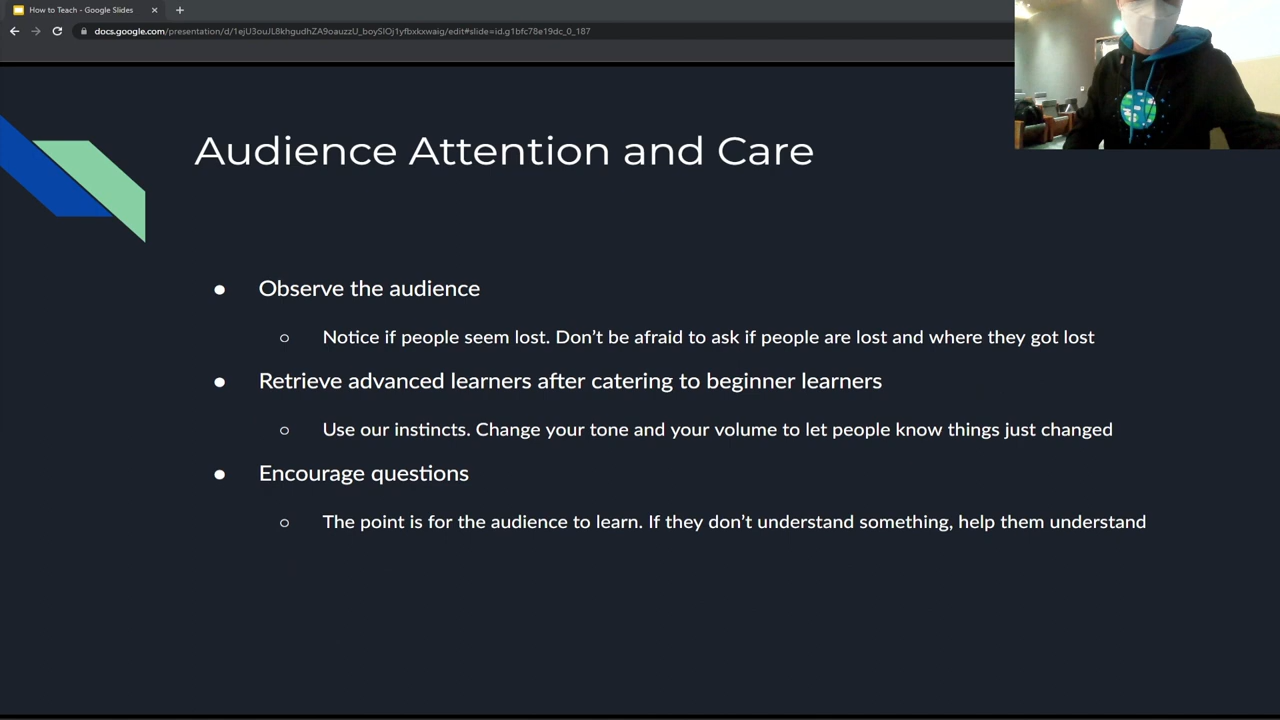 How to Teach - Google Slides
docs.google.com/presentation/d/1ejU3ouJL8khgudhZA9oauzzU_boySIOj1yfbxkxwaig/edit#slide=id.g1bfc78e19dc_0_187
Audience Attention and Care
● Observe the audience
○ Notice if people seem lost. Don’t be afraid to ask if people are lost and where they got lost
● Retrieve advanced learners after catering to beginner learners
○ Use our instincts. Change your tone and your volume to let people know things just changed
● Encourage questions
○ The point is for the audience to learn. If they don’t understand something, help them understand